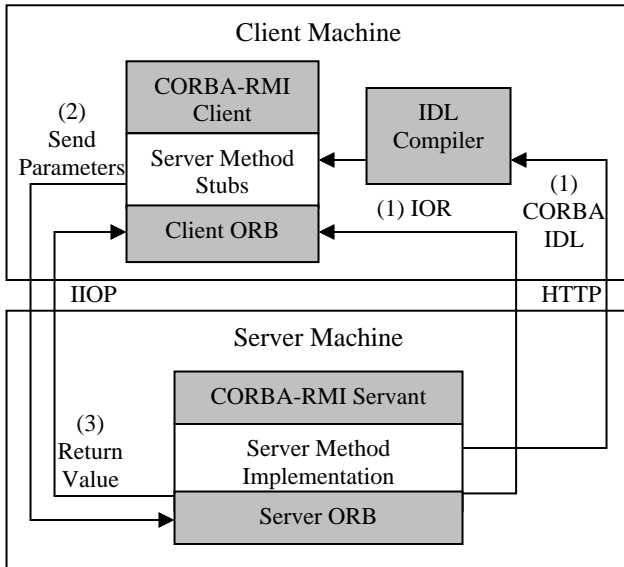 Client Machine
CORBA-RMI
Client
Server Method
Stubs
Client ORB
IDL
Compiler
(2)
Send
Parameters
(1) IOR
(1)
CORBA
IDL
IIOP
HTTP
Server Machine
CORBA-RMI Servant
Server Method
Implementation
Server ORB
(3)
Return
Value